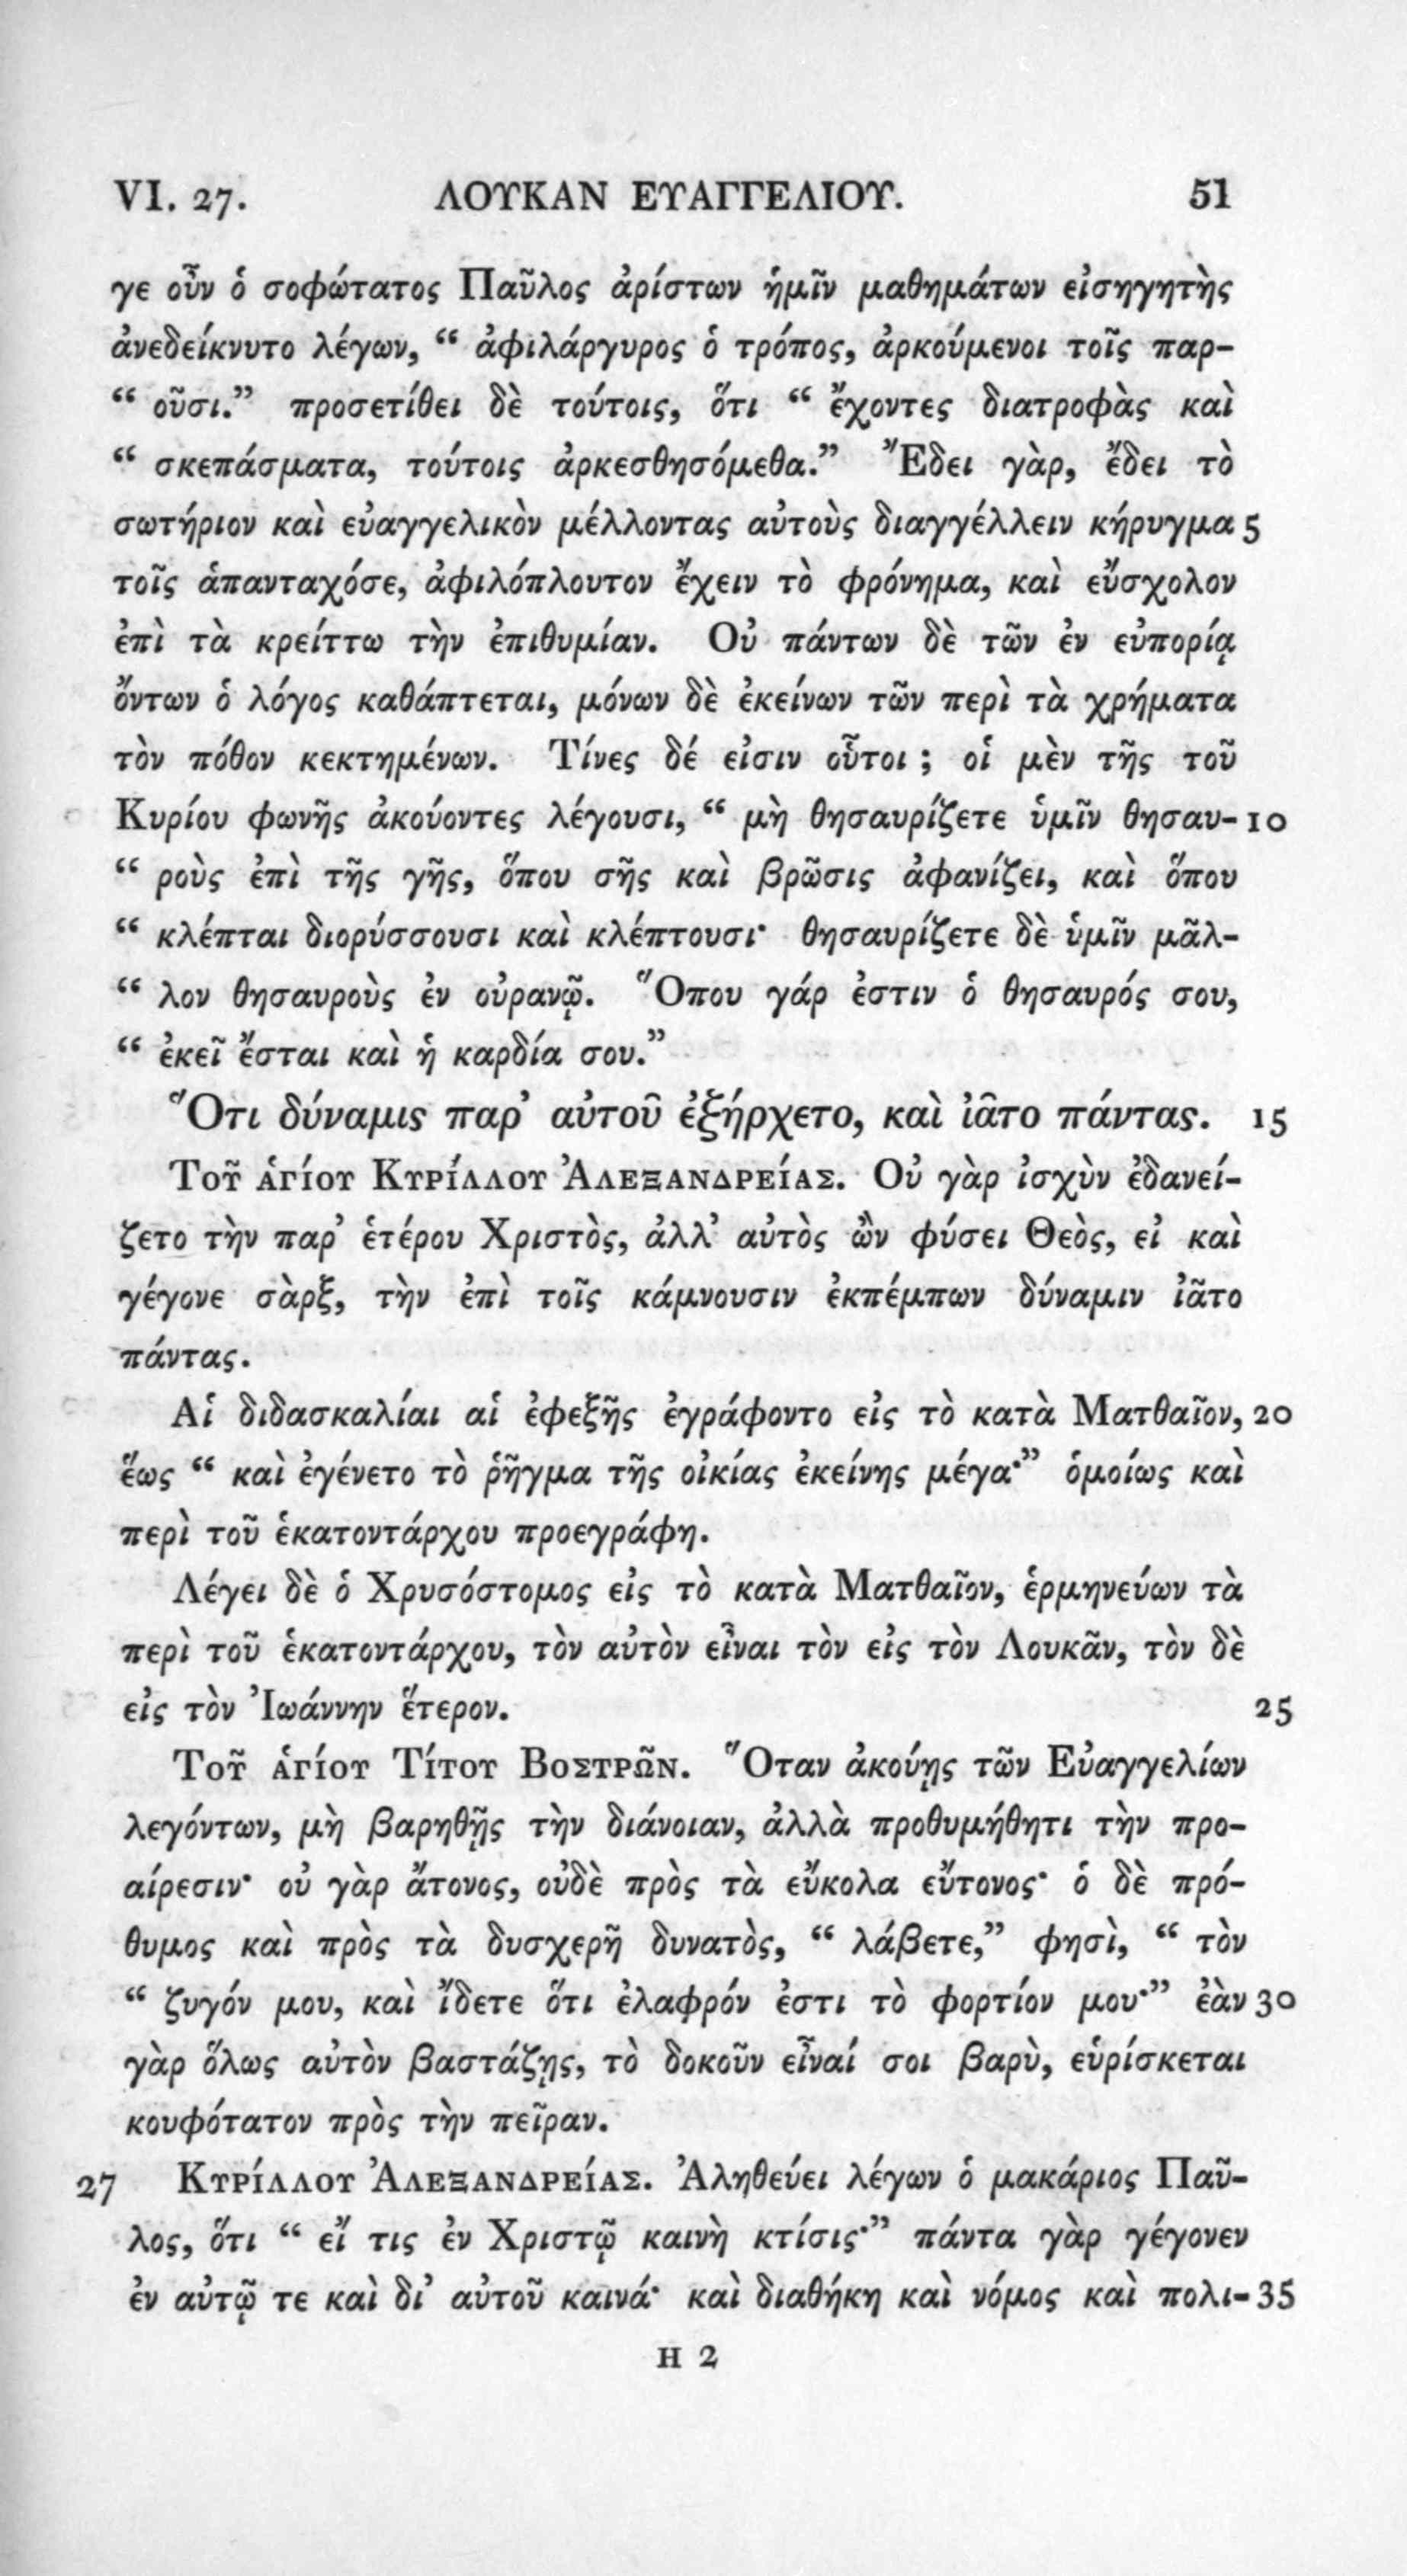 VI. 27. ΛΟΥΚΑΝ ΕΥΑΓΓΕΛΙΟΥ. 51
γε οὖν ὁ σοφώτατος Παῦλος ἀρίστων ἡμῖν μαθημάτων εἰσηγητὴς
ἀνεδείκνυτο λέγων, “ ἀφιλάργυρος ὁ τρόπος, ἀρκούμενοι τοῖς παρ-
“ οῦσι.” προσετίθει δὲ τούτοις, ὅτι “ ἔχοντες διατροφὰς καὶ
“ σκεπάσματα, τούτοις ἀρκεσθησόμεθα.” Ἔδει γὰρ, ἔδει τὸ
σωτήριον καὶ εὐαγγελικὸν μέλλοντας αὐτοὺς διαγγέλλειν κήρυγμα 5
τοῖς ἁπανταχόσε, ἀφιλόπλουτον ἔχειν τὸ φρόνημα, καὶ εὔσχολον
ἐπὶ τὰ κρείττω τὴν ἐπιθυμίαν. Οὐ πάντων δὲ τῶν ἐν εὐπορίᾳ
ὄντων ὁ λόγος καθάπτεται, μόνων δὲ ἐκείνων τῶν περὶ τὰ χρήματα
τὸν πόθον κεκτημένων. Τίνες δέ εἰσιν οὗτοι ; οἱ μὲν τῆς τοῦ
Κυρίου φωνῆς ἀκούοντες λέγουσι, “ μὴ θησαυρίζετε ὑμῖν θησαυ- 10
“ ροὺς ἐπὶ τῆς γῆς, ὅπου σῆς καὶ βρῶσις ἀφανίζει, καὶ ὅπου
“ κλέπται διορύσσουσι καὶ κλέπτουσι· θησαυρίζετε δὲ ὑμῖν μᾶλ-
“ λον θησαυροὺς ἐν οὐρανῷ. Ὅπου γάρ ἐστιν ὁ θησαυρός σου,
“ ἐκεῖ ἔσται καὶ ἡ καρδία σου.”
Ὅτι δύναμις παρ’ αὐτοῦ ἐξήρχετο, καὶ ἰᾶτο πάντας. 15
ΤΟῦ ἁΓίΟΥ ΚΥΡίΛΛΟΥ ἈΛΕΞΑΝΔΡΕίΑΣ. Οὐ γὰρ ἰσχὺν ἐδανεί-
ζετο τὴν παρ’ ἑτέρου Χριστὸς, ἀλλ’ αὐτὸς ὢν φύσει Θεὸς, εἰ καὶ
γέγονε σὰρξ, τὴν ἐπὶ τοῖς κάμνουσιν ἐκπέμπων δύναμιν ἰᾶτο
πάντας.
Αἱ διδασκαλίαι αἱ ἐφεξῆς ἐγράφοντο εἰς τὸ κατὰ Ματθαῖον, 20
ἕως “ καὶ ἐγένετο τὸ ῥῆγμα τῆς οἰκίας ἐκείνης μέγα·” ὁμοίως καὶ
περὶ τοῦ ἑκατοντάρχου προεγράφη.
Λέγει δὲ ὁ Χρυσόστομος εἰς τὸ κατὰ Ματθαῖον, ἑρμηνεύων τὰ
περὶ τοῦ ἑκατοντάρχου, τὸν αὐτὸν εἶναι τὸν εἰς τὸν Λουκᾶν, τὸν δὲ
εἰς τὸν Ἰωάννην ἕτερον. 25
ΤΟῦ ἁΓίΟΥ ΤίΤΟΥ ΒΟΣΤΡῶΝ. Ὅταν ἀκούῃς τῶν Εὐαγγελίων
λεγόντων, μὴ βαρηθῇς τὴν διάνοιαν, ἀλλὰ προθυμήθητι τὴν προ-
αίρεσιν· οὐ γὰρ ἄτονος, οὐδὲ πρὸς τὰ εὔκολα εὔτονος· ὁ δὲ πρό-
θυμος καὶ πρὸς τὰ δυσχερῆ δυνατὸς, “ λάβετε,” φησὶ, “ τὸν
“ ζυγόν μου, καὶ ἴδετε ὅτι ἐλαφρόν ἐστι τὸ φορτίον μου·” ἐὰν 30
γὰρ ὅλως αὐτὸν βαστάζῃς, τὸ δοκοῦν εἶναί σοι βαρὺ, εὑρίσκεται
κουφότατον πρὸς τὴν πεῖραν.
27 ΚΥΡίΛΛΟΥ ἈΛΕΞΑΝΔΡΕίΑΣ. Ἀληθεύει λέγων ὁ μακάριος Παῦ-
λος, ὅτι “ εἴ τις ἐν Χριστῷ καινὴ κτίσις·” πάντα γὰρ γέγονεν
ἐν αὐτῷ τε καὶ δι’ αὐτοῦ καινά· καὶ διαθήκη καὶ νόμος καὶ πολι- 35
H 2